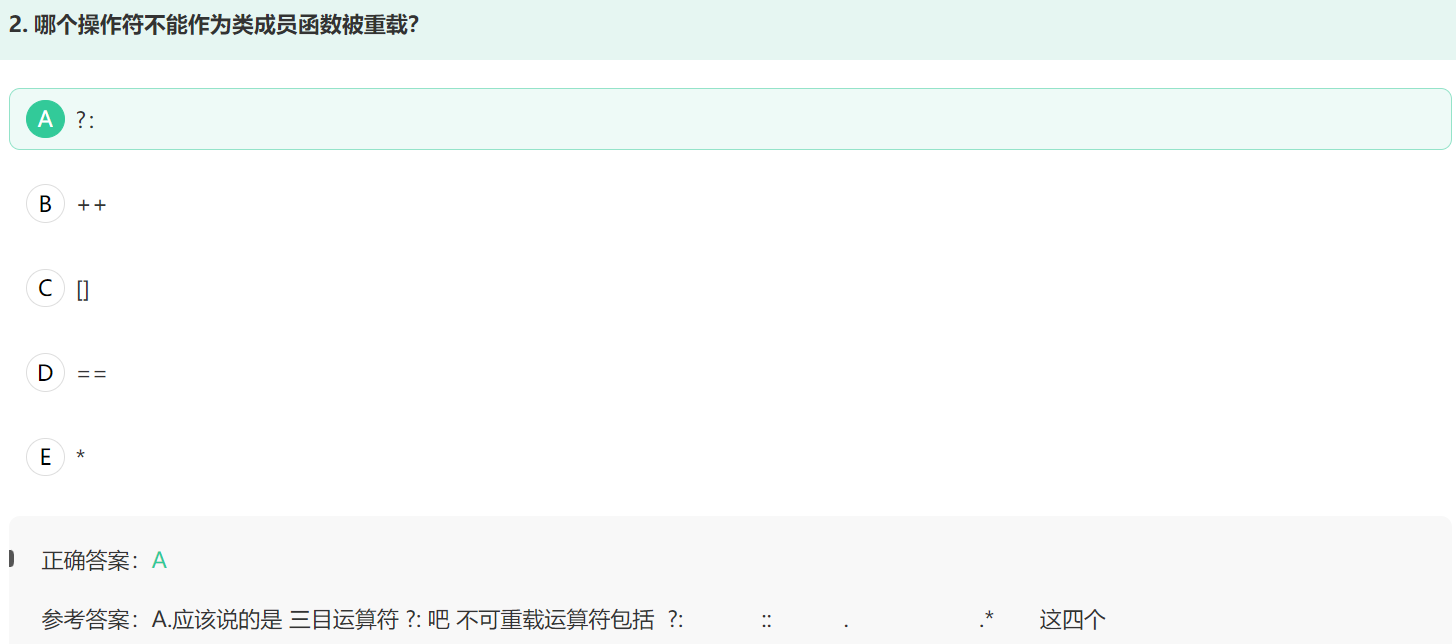 2. 哪个操作符不能作为类成员函数被重载?
A ?:
B ++
C []
D ==
E *
正确答案：A
参考答案：A.应该说的是 三目运算符 ?: 吧 不可重载运算符包括 ?: :: . .* 这四个